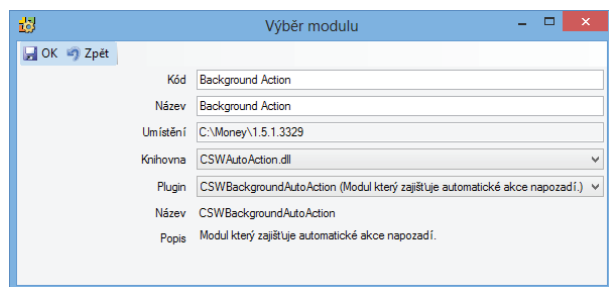 Výběr modulu
OK Zpět
Kód Background Action
Název Background Action
Umístění C:\Money\1.5.1.3329
Knihovna CSWAutoAction.dll
Plugin CSWBackgroundAutoAction (Modul který zajišťuje automatické akce napozadí.)
Název CSWBackgroundAutoAction
Popis Modul který zajišťuje automatické akce napozadí.